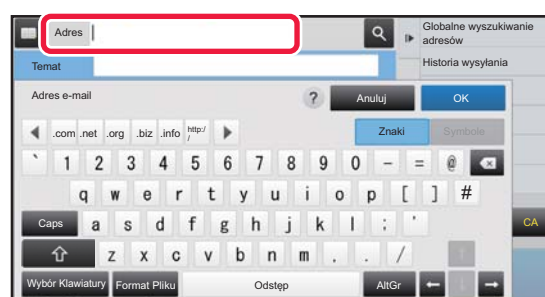 Adres
Globalne wyszukiwanie
adresów
Temat
Historia wysyłania
Adres e-mail
? Anuluj OK
.com .net .org .biz .info http:/
/
Znaki Symbole
` 1 2 3 4 5 6 7 8 9 0 - = @
q w e r t y u i o p [ ] #
Caps a s d f g h j k l ; '
CA
z x c v b n m , . /
Wybór Klawiatury Format Pliku Odstęp AltGr